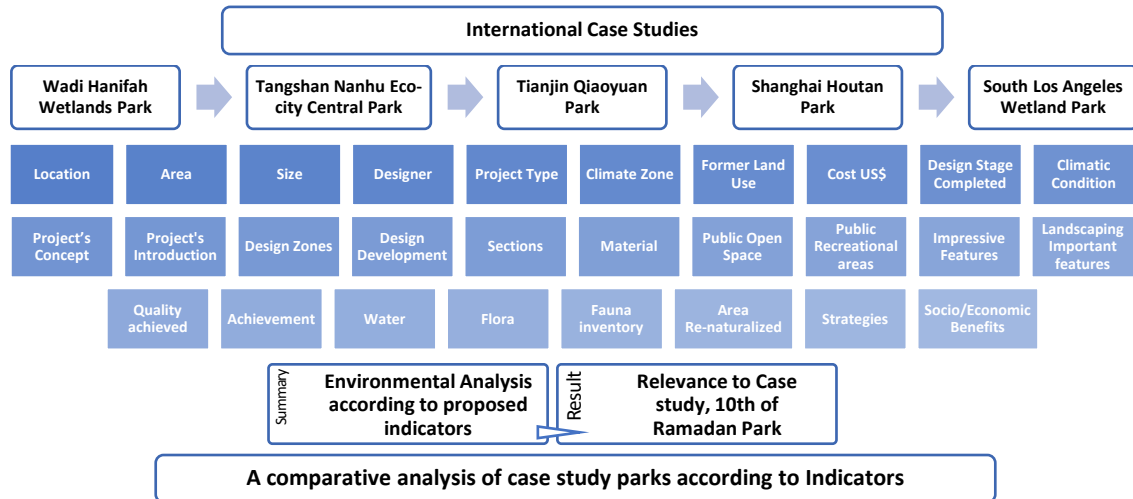 International Case Studies
Wadi Hanifah
Wetlands Park
Tangshan Nanhu Eco-
city Central Park
Tianjin Qiaoyuan
Park
Shanghai Houtan
Park
South Los Angeles
Wetland Park
Location
Area
Size
Designer
Project Type
Climate Zone
Former Land
Use
Cost US$
Design Stage
Completed
Climatic
Condition
Project’s
Concept
Project's
Introduction
Design Zones
Design
Development
Sections
Material
Public Open
Space
Public
Recreational
areas
Impressive
Features
Landscaping
Important
features
Quality
achieved
Achievement
Water
Flora
Fauna
inventory
Area
Re-naturalized
Strategies
Socio/Economic
Benefits
Summary
Environmental Analysis
according to proposed
indicators
Result
Relevance to Case
study, 10th of
Ramadan Park
A comparative analysis of case study parks according to Indicators